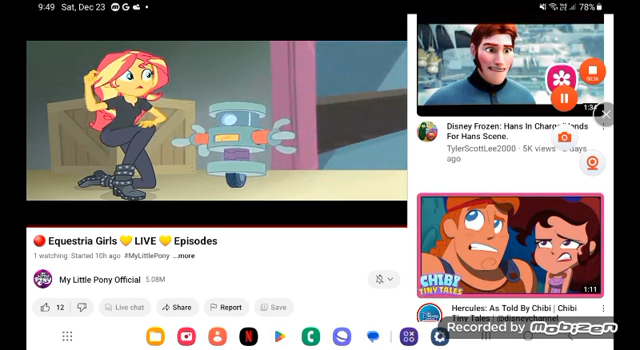 9:49 Sat, Dec 23
78%
00:36
1:34
Disney Frozen: Hans In Charge
For Hans Scene.
TylerScottLee2000 · 5K views
ago
Equestria Girls 💛 LIVE 💛 Episodes
1 watching Started 10h ago #MyLittlePony ...more
My Little Pony Official 5.08M
12
Live chat
Share
Report
Save
CHIBI
TINY TALES
1:11
Hercules: As Told By Chibi | Chibi
Tiny Tales | @disneychannel
Recorded by mobizen